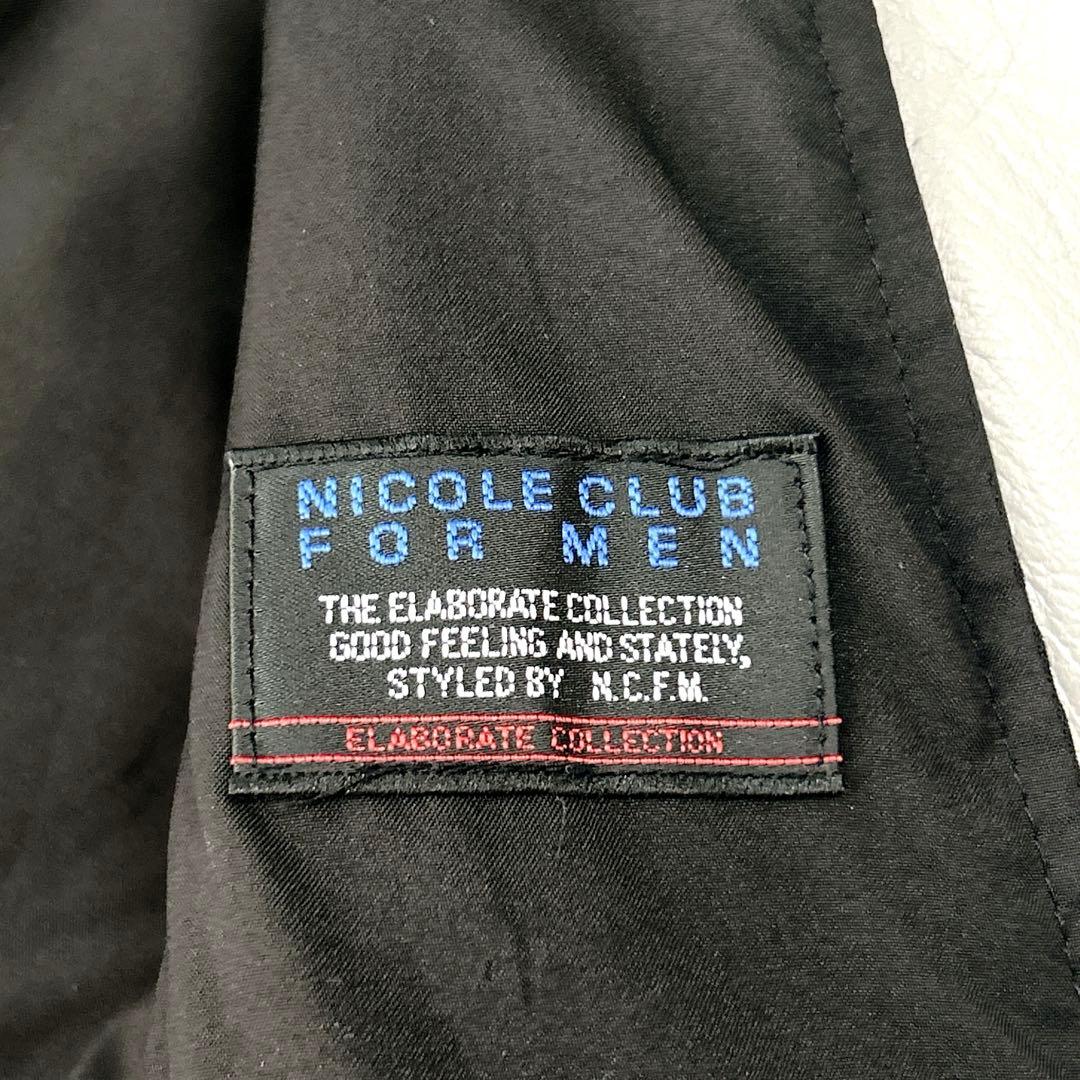 NICOLE CLUB
FOR MEN
THE ELABORATE COLLECTION
GOOD FEELING AND STATELY,
STYLED BY N.C.F.M.
ELABORATE COLLECTION